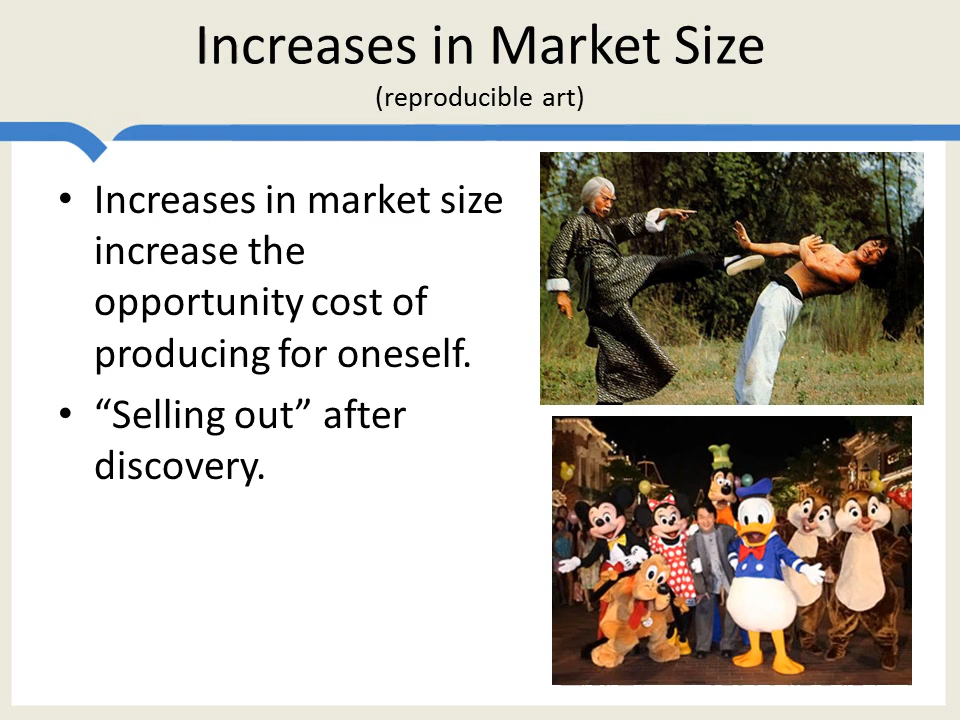 Increases in Market Size
(reproducible art)
• Increases in market size
increase the
opportunity cost of
producing for oneself.
• “Selling out” after
discovery.